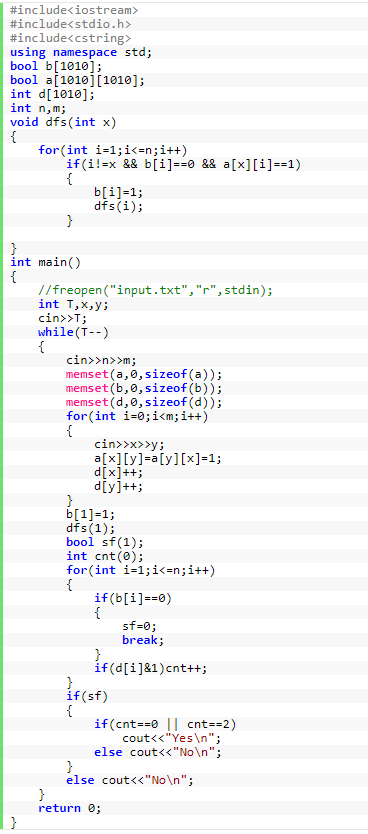 #include<iostream>
#include<stdio.h>
#include<cstring>
using namespace std;
bool b[1010];
bool a[1010][1010];
int d[1010];
int n,m;
void dfs(int x)
{
    for(int i=1;i<=n;i++)
        if(i!=x && b[i]==0 && a[x][i]==1)
        {
            b[i]=1;
            dfs(i);
        }

}
int main()
{
    //freopen("input.txt","r",stdin);
    int T,x,y;
    cin>>T;
    while(T--)
    {
        cin>>n>>m;
        memset(a,0,sizeof(a));
        memset(b,0,sizeof(b));
        memset(d,0,sizeof(d));
        for(int i=0;i<m;i++)
        {
            cin>>x>>y;
            a[x][y]=a[y][x]=1;
            d[x]++;
            d[y]++;
        }
        b[1]=1;
        dfs(1);
        bool sf(1);
        int cnt(0);
        for(int i=1;i<=n;i++)
        {
            if(b[i]==0)
            {
                sf=0;
                break;
            }
            if(d[i]&1)cnt++;
        }
        if(sf)
        {
            if(cnt==0 || cnt==2)
                cout<<"Yes\n";
            else cout<<"No\n";
        }
        else cout<<"No\n";
    }
    return 0;
}